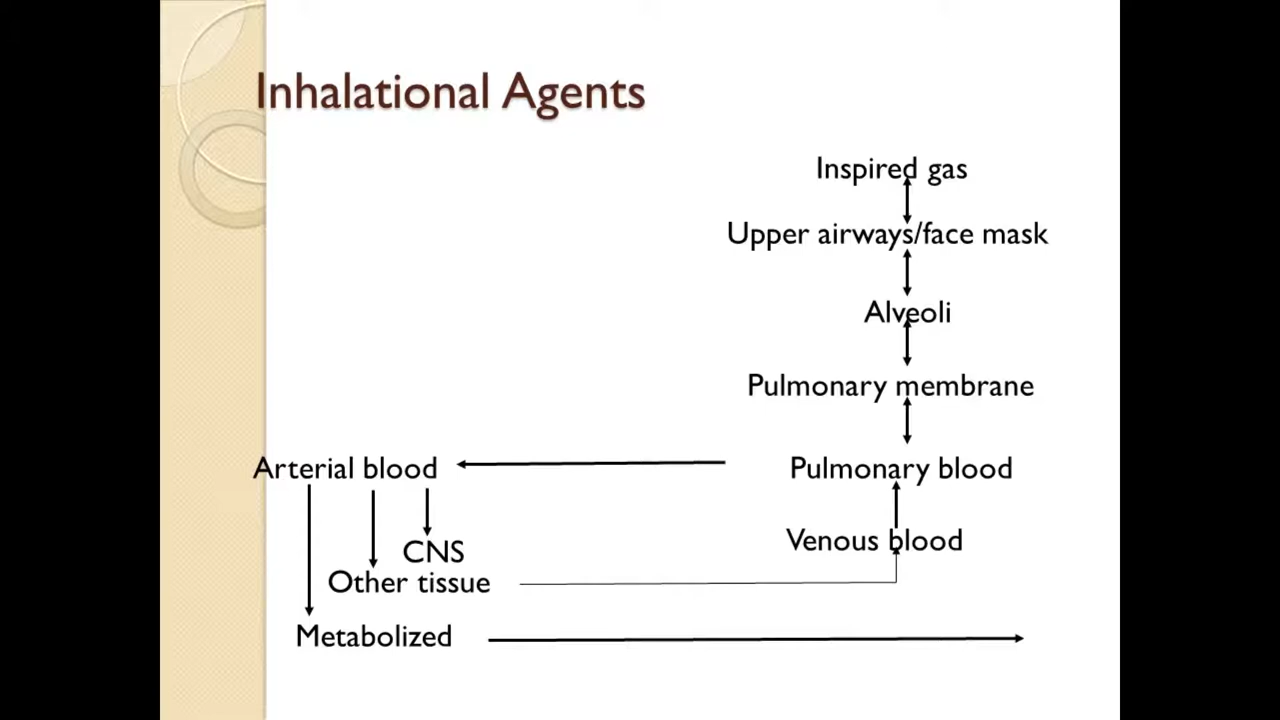 Inhalational Agents
Inspired gas
Upper airways/face mask
Alveoli
Pulmonary membrane
Arterial blood
Pulmonary blood
Venous blood
CNS
Other tissue
Metabolized